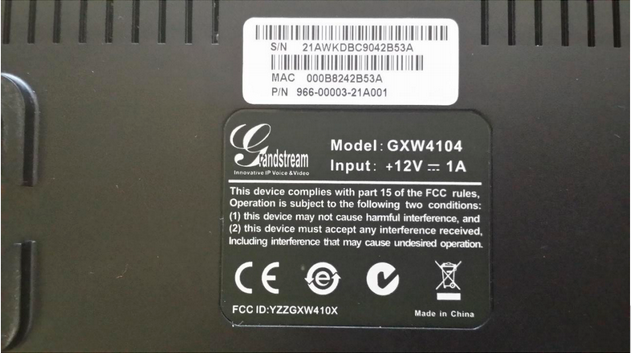 S/N 21AWKDBC9042B53A
MAC 000B8242B53A
P/N 966-00003-21A001
Grandstream
Innovative IP Voice & Video
Model: GXW4104
Input: +12V ⎓ 1A
This device complies with part 15 of the FCC rules,
Operation is subject to the following two conditions:
(1) this device may not cause harmful interference, and
(2) this device must accept any interference received,
Including interference that may cause undesired operation.
CE e
FCC ID:YZZGXW410X
Made in China